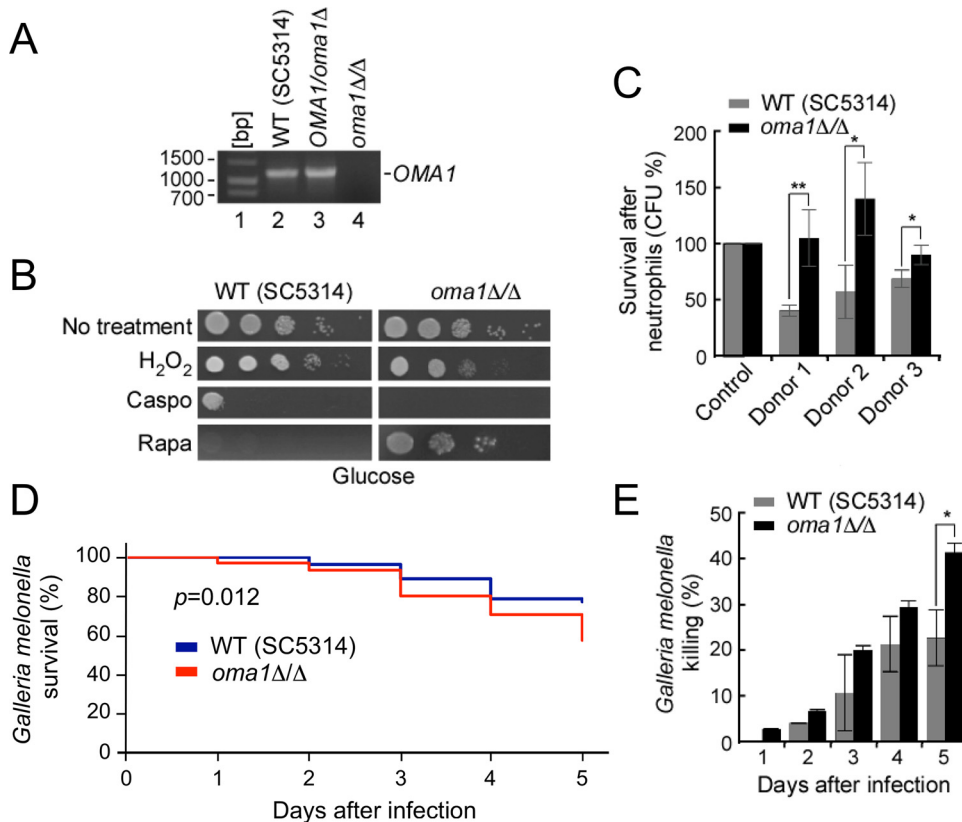 A
[bp]
WT (SC5314)
OMA1/oma1Δ
oma1Δ/Δ
1500
1000
700
-OMA1
1 2 3 4
B
WT (SC5314) oma1Δ/Δ
No treatment
H₂O₂
Caspo
Rapa
Glucose
C
WT (SC5314)
oma1Δ/Δ
Survival after
neutrophils (CFU %)
200
150
100
50
0
** * *
Control
Donor 1
Donor 2
Donor 3
D
Galleria melonella
survival (%)
100
80
60
40
20
0
p=0.012
WT (SC5314)
oma1Δ/Δ
0 1 2 3 4 5
Days after infection
E
WT (SC5314)
oma1Δ/Δ
Galleria melonella
killing (%)
50
40
30
20
10
0
*
1 2 3 4 5
Days after infection